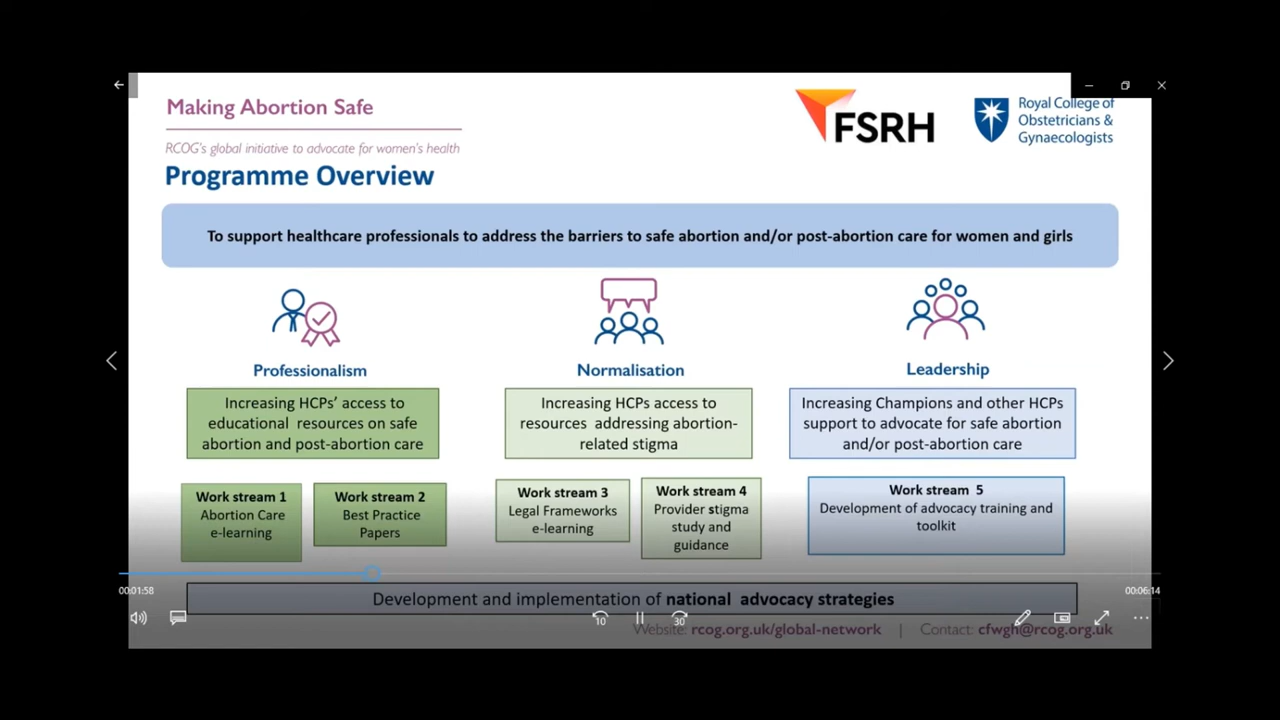 Making Abortion Safe
RCOG's global initiative to advocate for women's health
Programme Overview
FSRH
Royal College of
Obstetricians &
Gynaecologists
To support healthcare professionals to address the barriers to safe abortion and/or post-abortion care for women and girls
Professionalism
Increasing HCPs' access to
educational resources on safe
abortion and post-abortion care
Work stream 1
Abortion Care
e-learning
Work stream 2
Best Practice
Papers
Normalisation
Increasing HCPs access to
resources addressing abortion-
related stigma
Work stream 3
Legal Frameworks
e-learning
Work stream 4
Provider stigma
study and
guidance
Leadership
Increasing Champions and other HCPs
support to advocate for safe abortion
and/or post-abortion care
Work stream 5
Development of advocacy training and
toolkit
00:01:58
00:06:14
Development and implementation of national advocacy strategies
10
30
Website: rcog.org.uk/global-network | Contact: cfwgh@rcog.org.uk